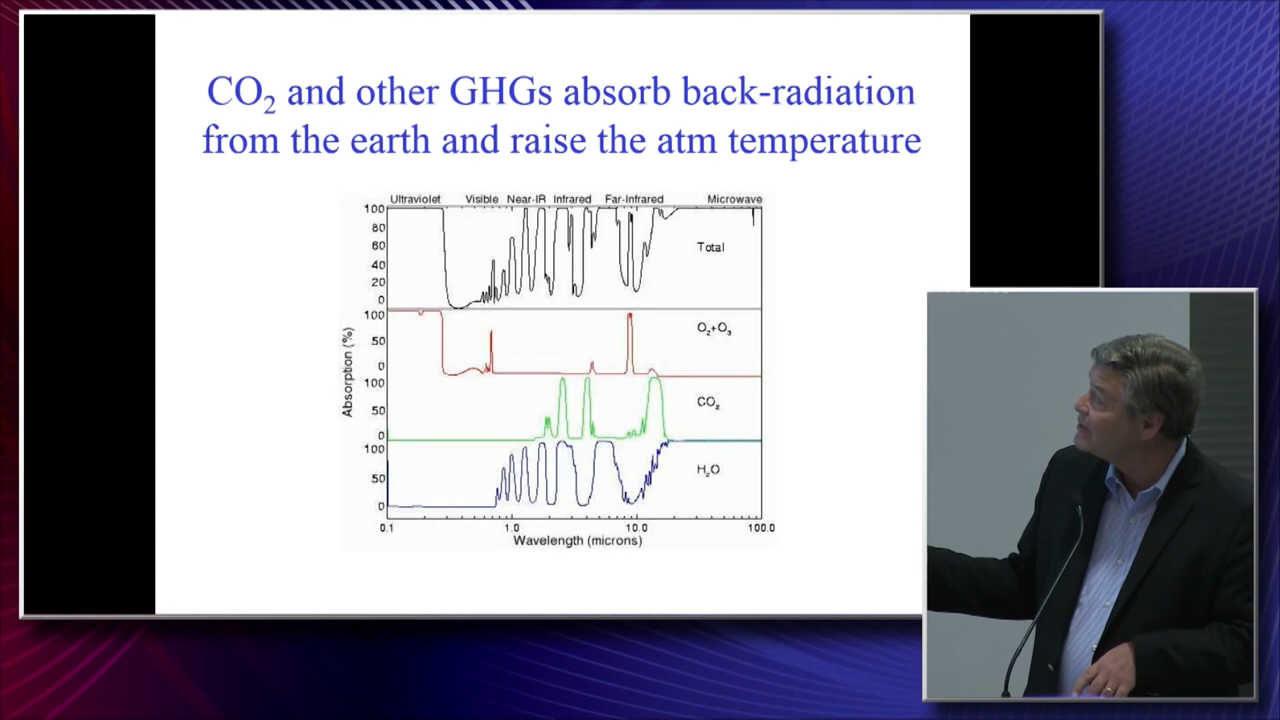 CO₂ and other GHGs absorb back-radiation
from the earth and raise the atm temperature
Ultraviolet Visible Near-IR Infrared Far-Infrared Microwave
100
80
60
40
20
0
Total
100
50
0
O₂+O₃
Absorption (%)
100
50
0
CO₂
100
50
0
H₂O
0.1 1.0 10.0 100.0
Wavelength (microns)